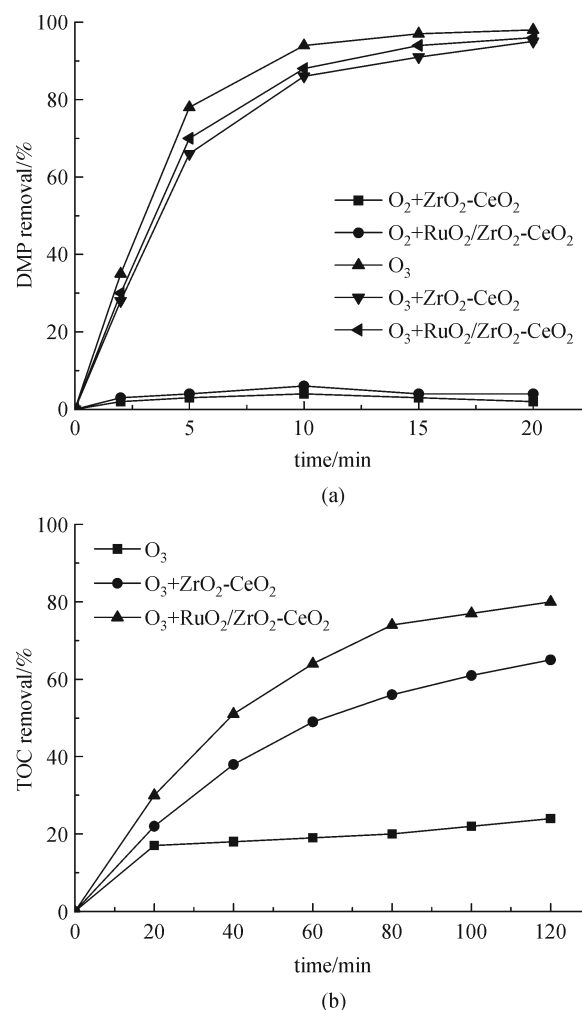 100
80
60
40
20
0
DMP removal/%
O₂+ZrO₂-CeO₂
O₂+RuO₂/ZrO₂-CeO₂
O₃
O₃+ZrO₂-CeO₂
O₃+RuO₂/ZrO₂-CeO₂
0 5 10 15 20
time/min
(a)
100
80
60
40
20
0
TOC removal/%
O₃
O₃+ZrO₂-CeO₂
O₃+RuO₂/ZrO₂-CeO₂
0 20 40 60 80 100 120
time/min
(b)